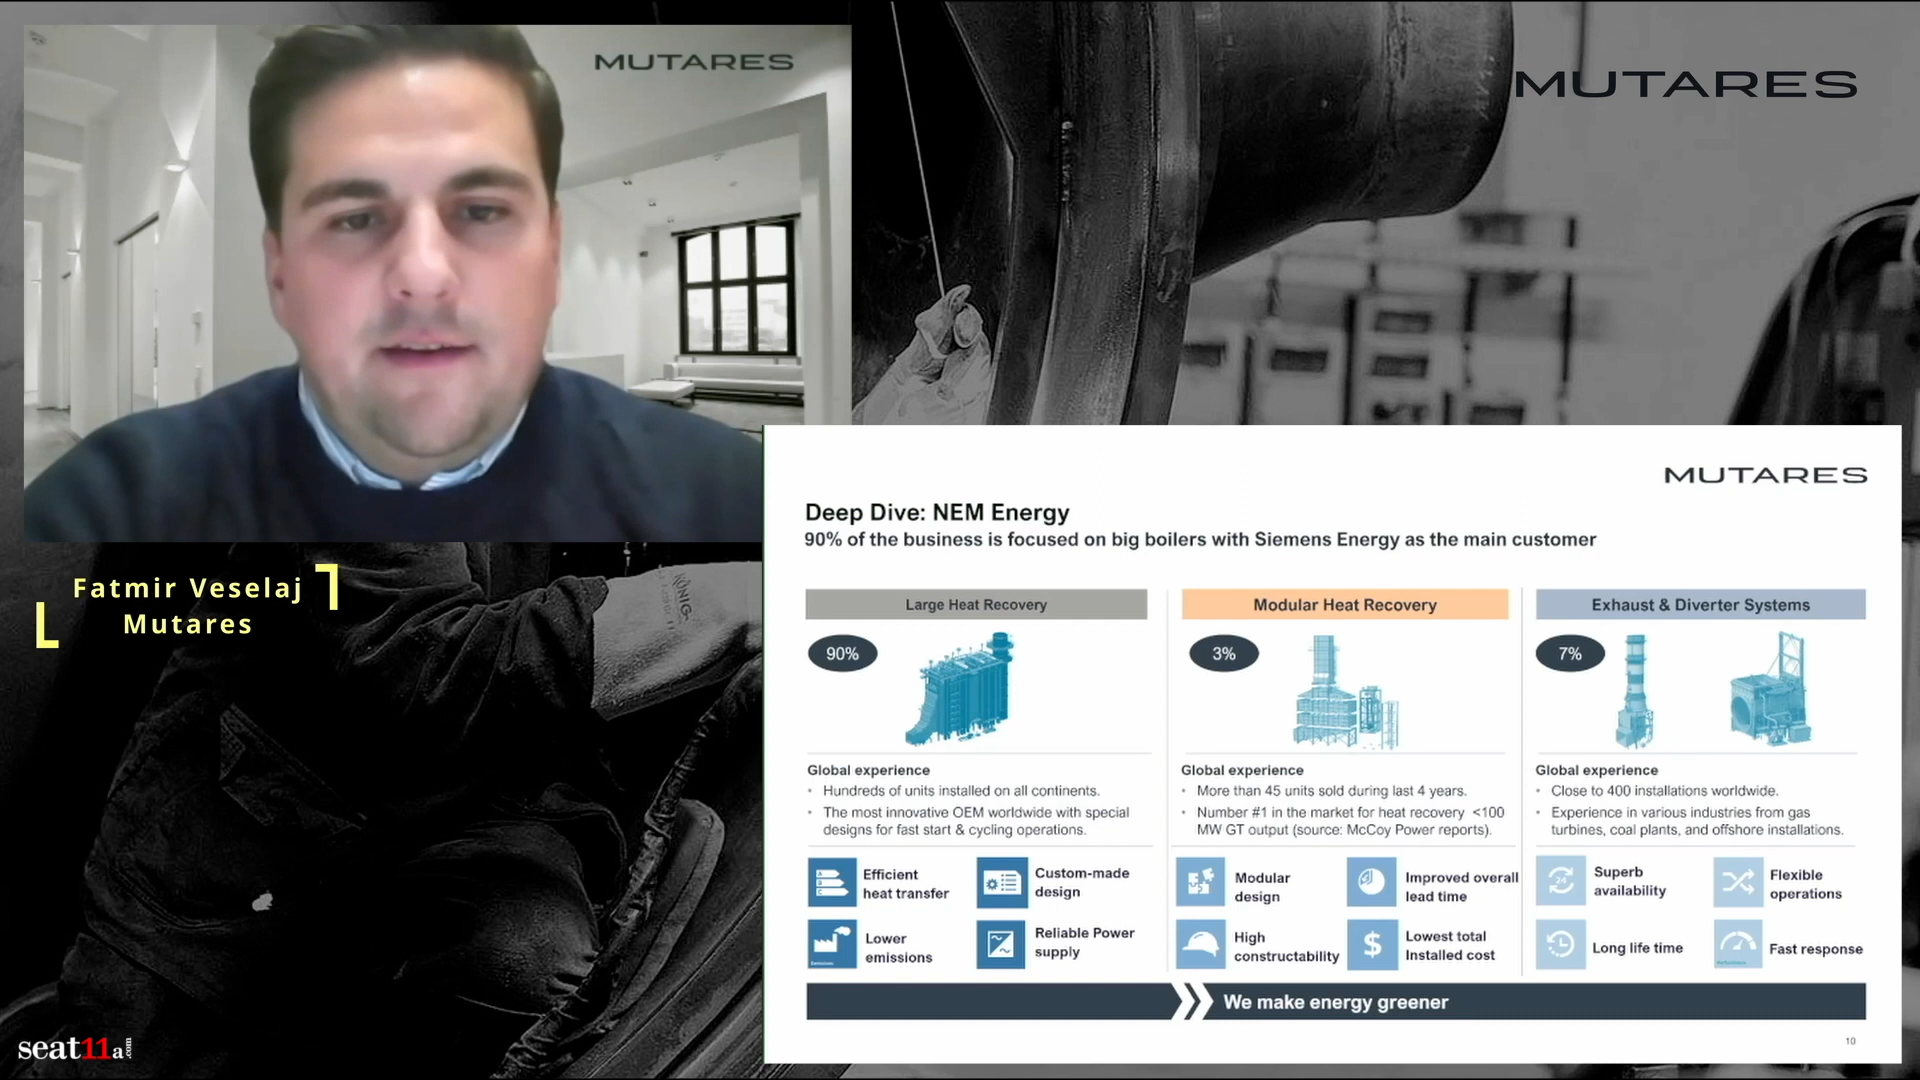 MUTARES
MUTARES
Fatmir Veselaj
Mutares
MUTARES
Deep Dive: NEM Energy
90% of the business is focused on big boilers with Siemens Energy as the main customer
Large Heat Recovery
90%
Global experience
• Hundreds of units installed on all continents.
• The most innovative OEM worldwide with special
designs for fast start & cycling operations.
Efficient
heat transfer
Custom-made
design
Lower
emissions
Reliable Power
supply
Modular Heat Recovery
3%
Global experience
• More than 45 units sold during last 4 years.
• Number #1 in the market for heat recovery <100
MW GT output (source: McCoy Power reports).
Modular
design
Improved overall
lead time
High
constructability
$
Lowest total
Installed cost
Exhaust & Diverter Systems
7%
Global experience
• Close to 400 installations worldwide.
• Experience in various industries from gas
turbines, coal plants, and offshore installations.
24
Superb
availability
Flexible
operations
Long life time
Fast response
We make energy greener
10
KÖNIG
seat11a.com